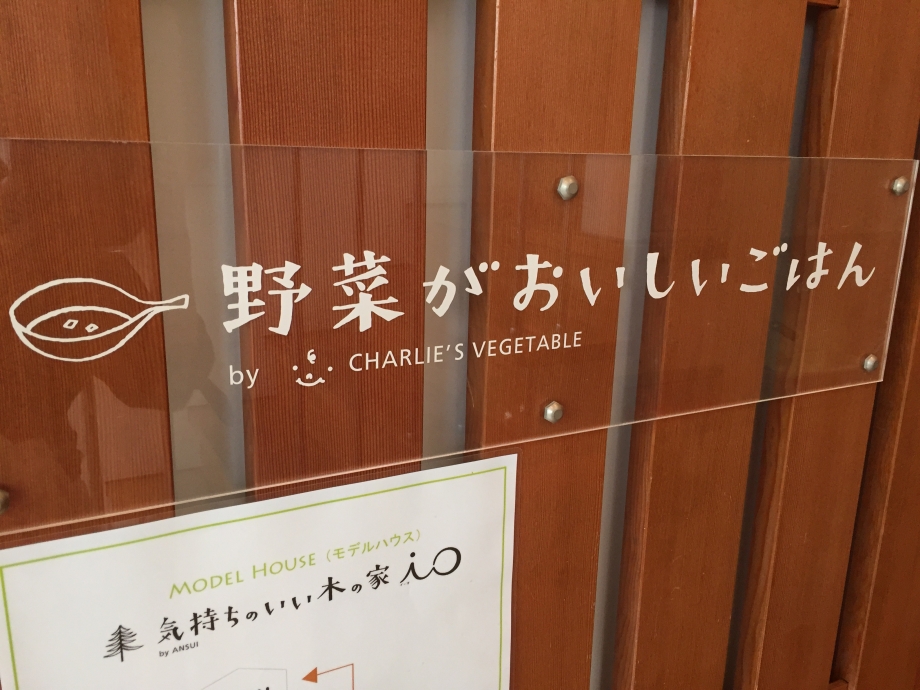 野菜がおいしいごはん
by CHARLIE'S VEGETABLE
MODEL HOUSE（モデルハウス）
気持ちのいい木の家 io
by ANSUI